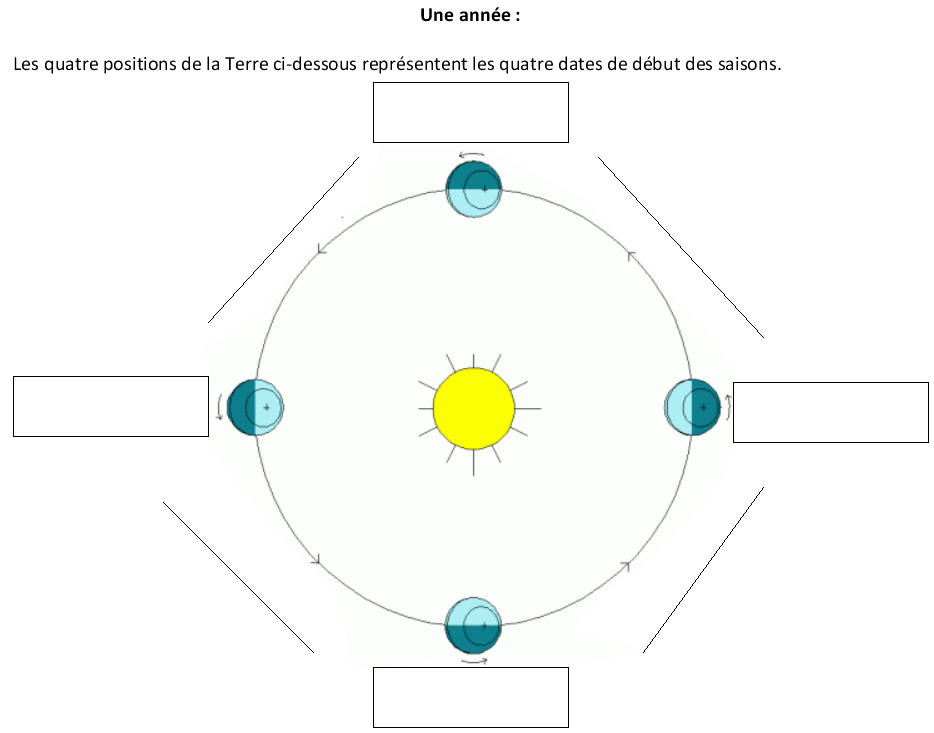 Une année :
Les quatre positions de la Terre ci-dessous représentent les quatre dates de début des saisons.